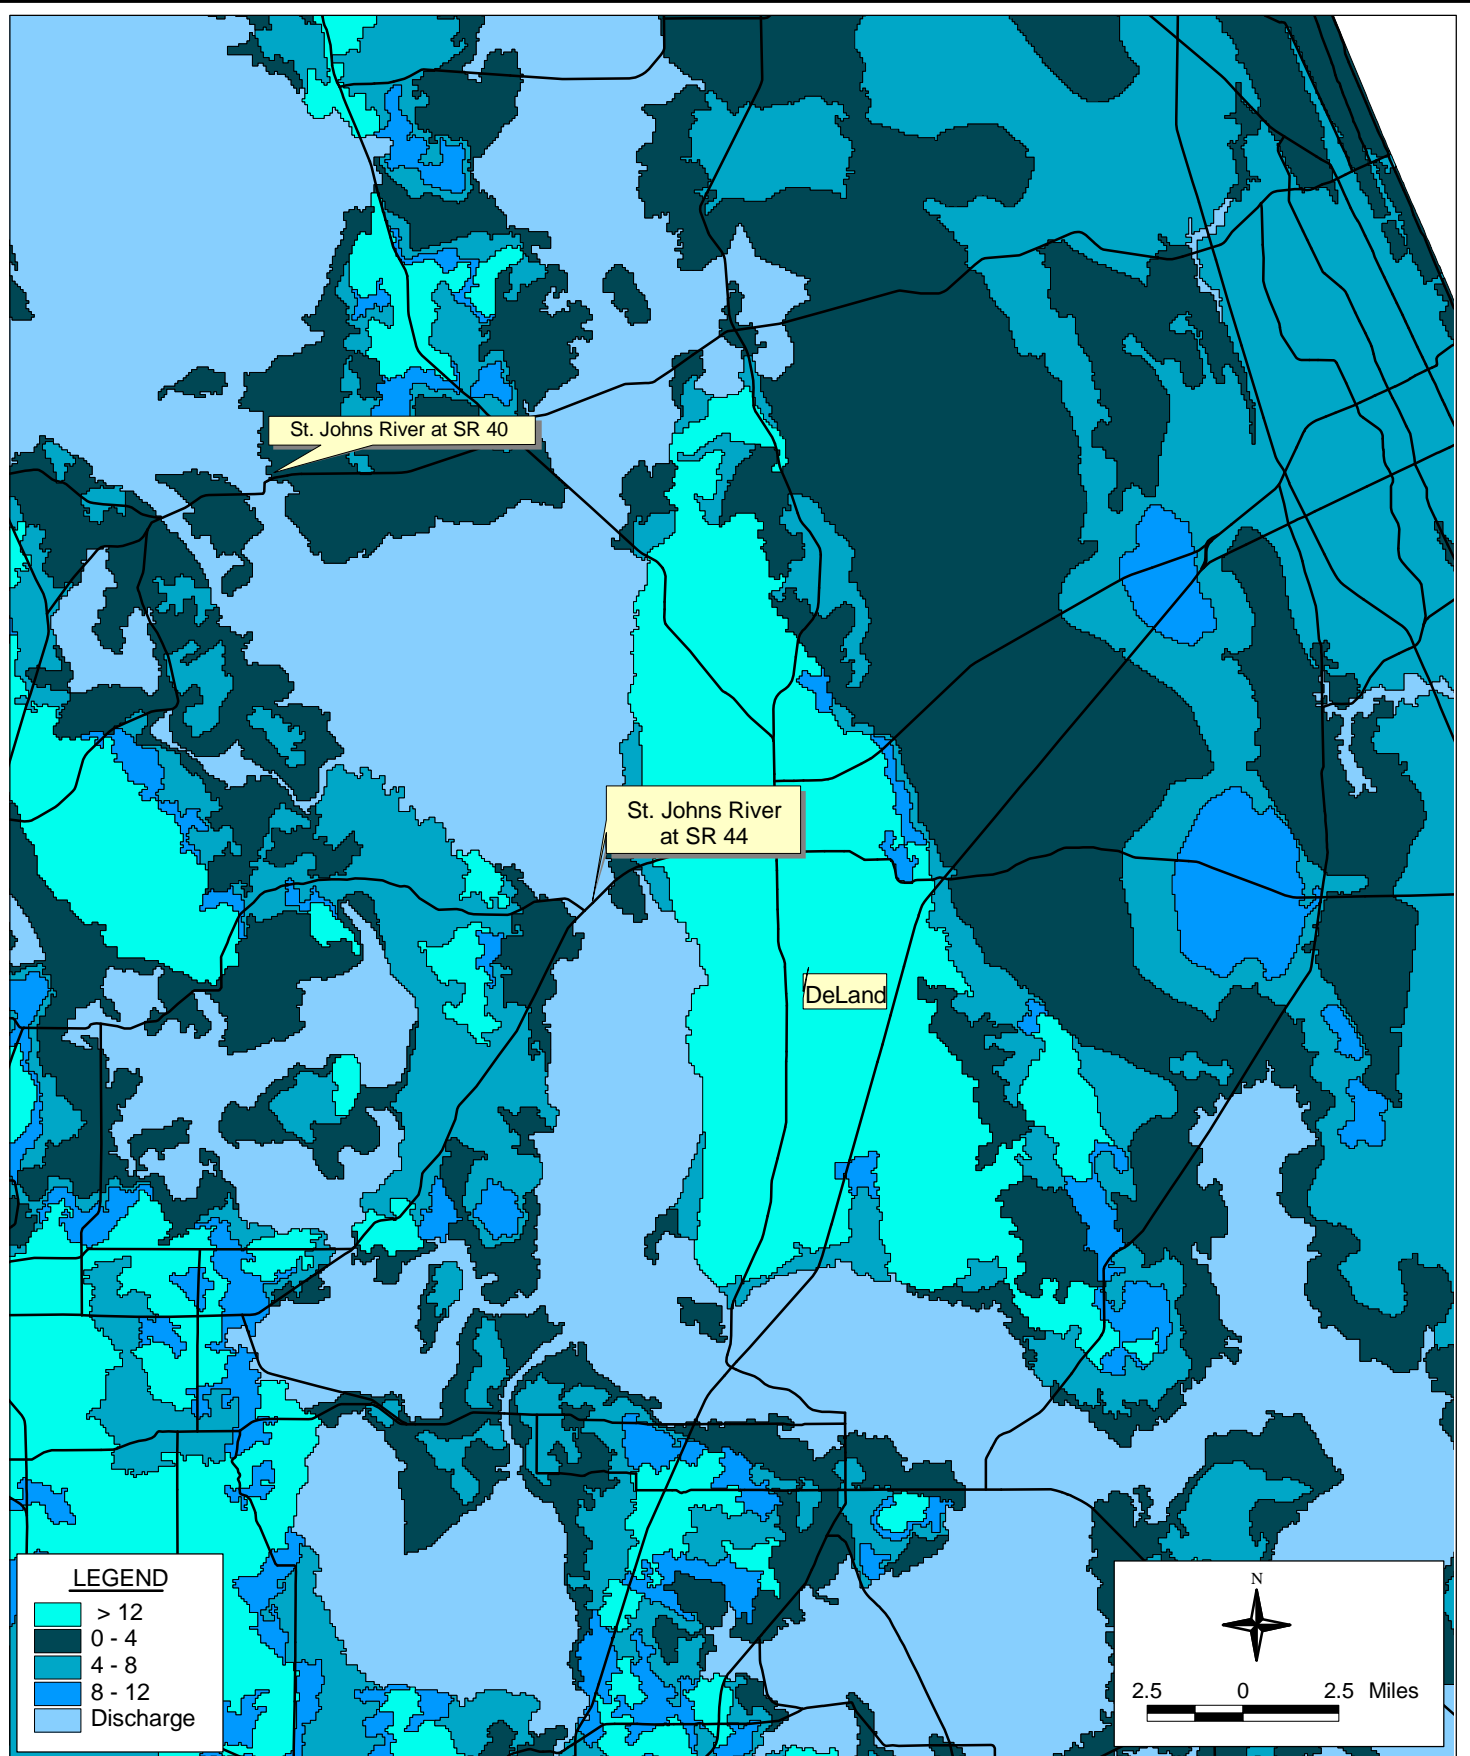 St. Johns River at SR 40
St. Johns River
at SR 44
DeLand
LEGEND
> 12
0 - 4
4 - 8
8 - 12
Discharge
N
2.5 0 2.5 Miles